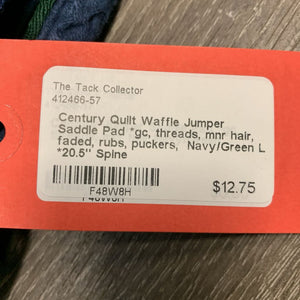 The Tack Collector
412466-57
Century Quilt Waffle Jumper
Saddle Pad *gc, threads, mnr hair,
faded, rubs, puckers, Navy/Green L
*20.5" Spine
F48W8H
$12.75
F48W8H